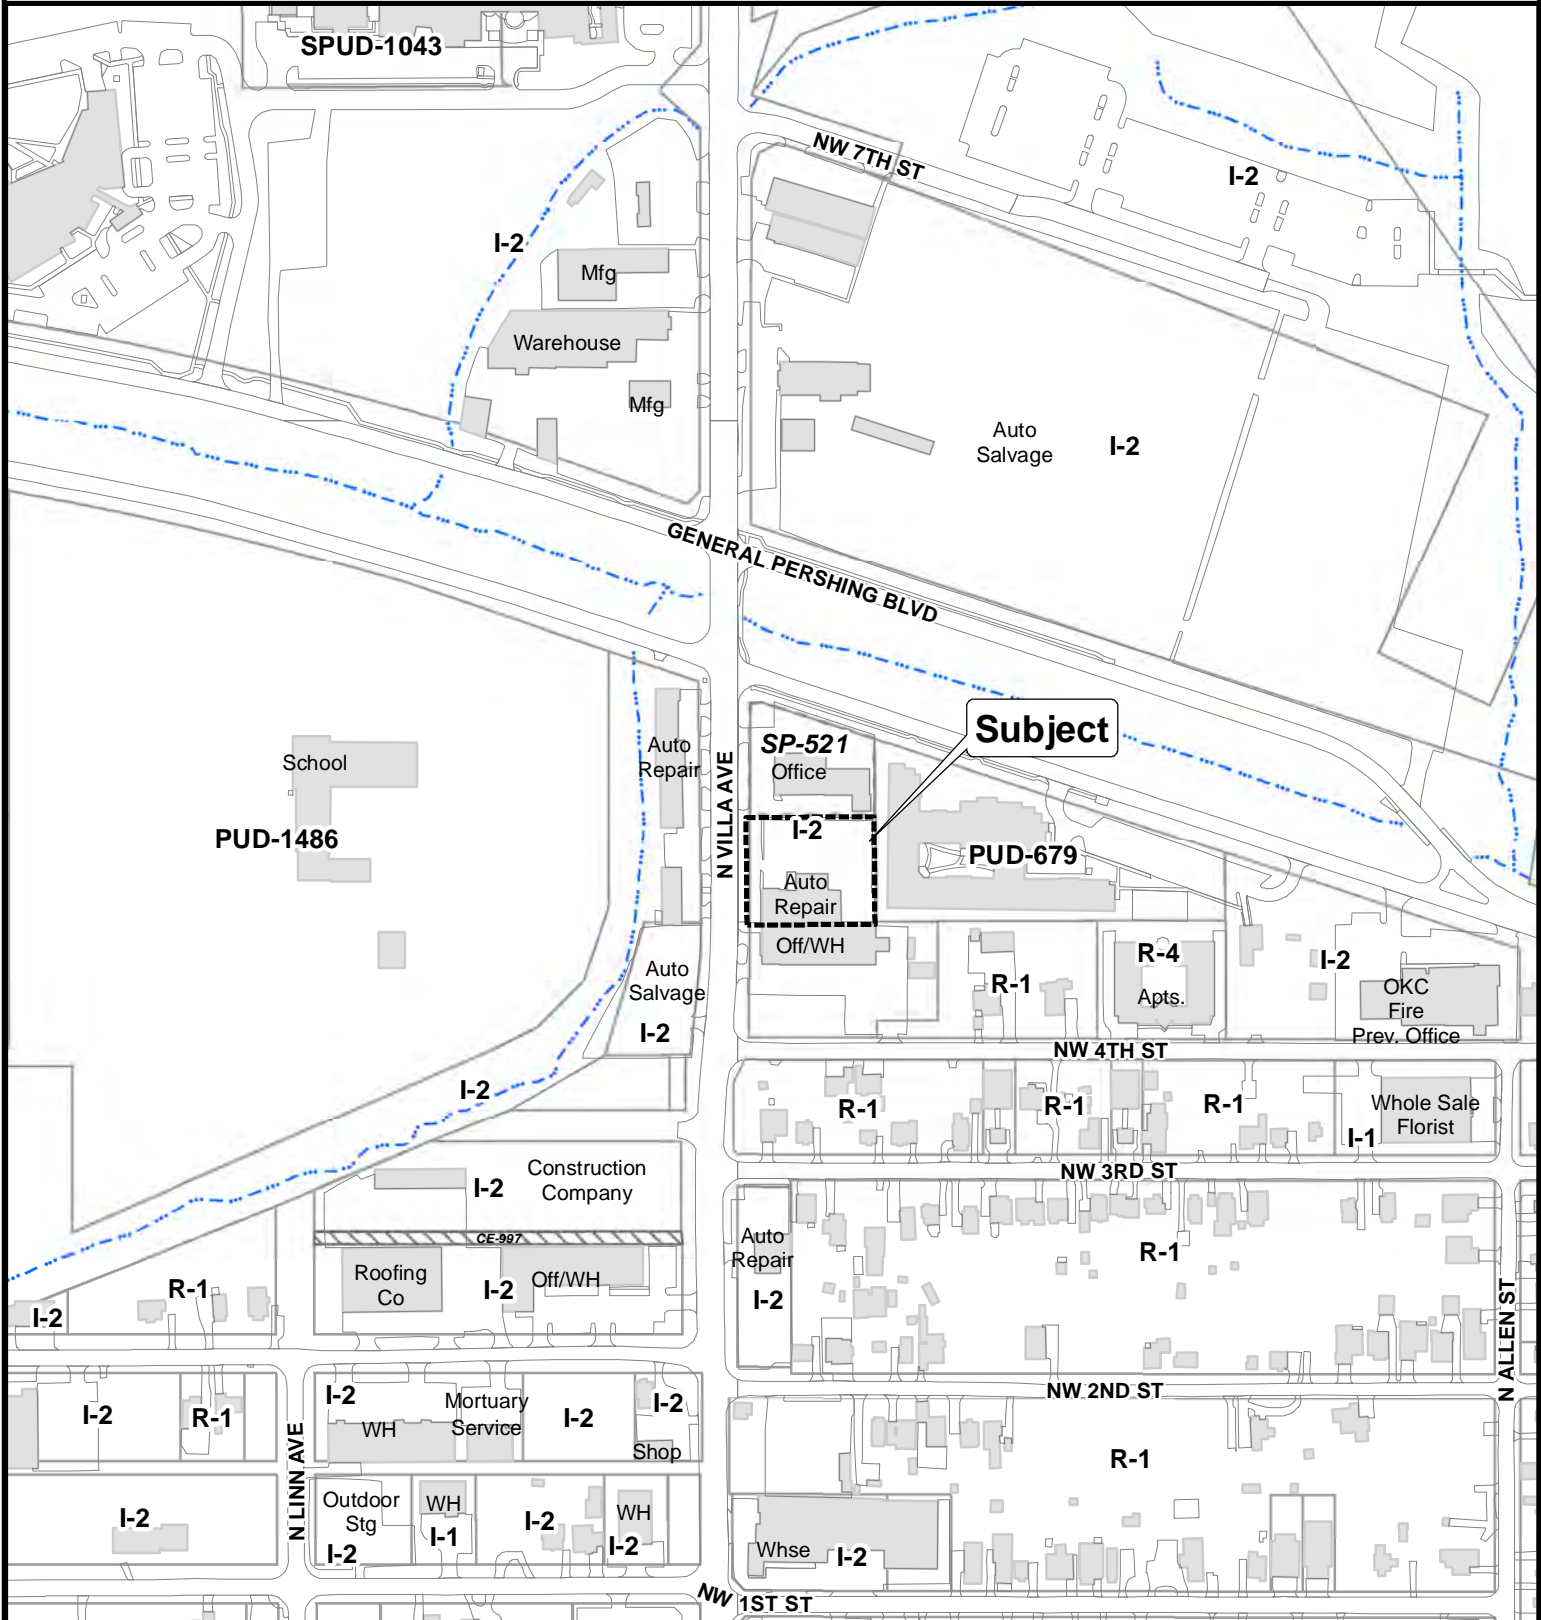 SPUD-1043
NW 7TH ST
I-2
I-2
Mfg
Warehouse
Mfg
Auto
Salvage
I-2
GENERAL PERSHING BLVD
Subject
SP-521
Office
Auto
Repair
School
PUD-1486
N VILLA AVE
I-2
PUD-679
Auto
Repair
Off/WH
R-4
Apts.
R-1
I-2
OKC
Fire
Prev. Office
Auto
Salvage
I-2
NW 4TH ST
I-2
R-1
R-1
R-1
Whole Sale
Florist
I-1
NW 3RD ST
Construction
Company
I-2
CE-997
Auto
Repair
I-2
R-1
Roofing
Co
I-2
Off/WH
R-1
I-2
N ALLEN ST
NW 2ND ST
I-2
R-1
N LINN AVE
I-2
WH
Mortuary
Service
I-2
I-2
Shop
R-1
I-2
Outdoor
Stg
I-2
WH
I-1
I-2
WH
I-2
Whse
I-2
NW 1ST ST